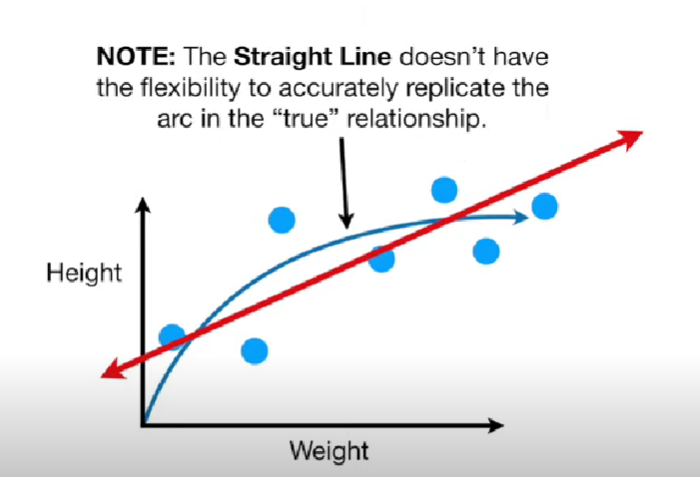 NOTE: The Straight Line doesn't have
the flexibility to accurately replicate the
arc in the “true” relationship.
Height
Weight